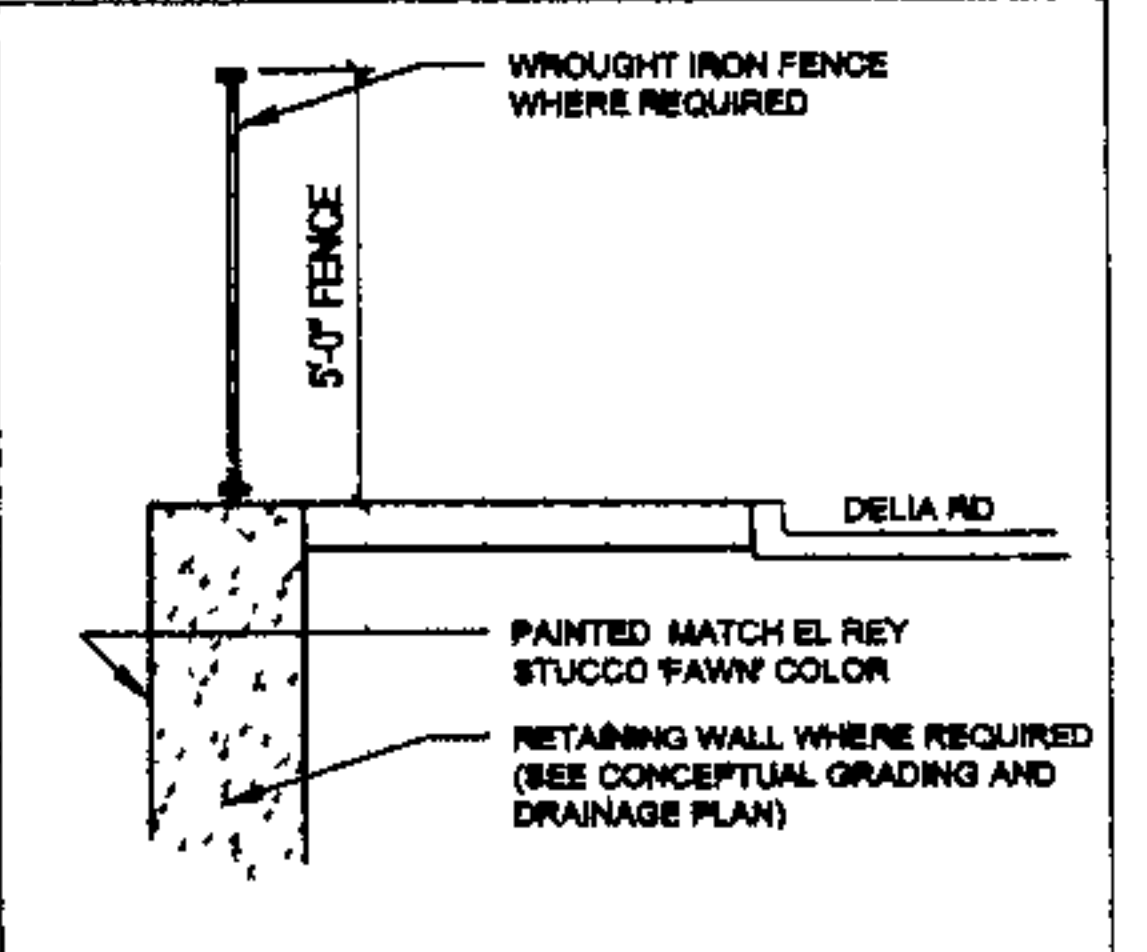 WROUGHT IRON FENCE
WHERE REQUIRED
5'-0" FENCE
DELIA RD
PAINTED MATCH EL REY
STUCCO 'FAWN' COLOR
RETAINING WALL WHERE REQUIRED
(SEE CONCEPTUAL GRADING AND
DRAINAGE PLAN)